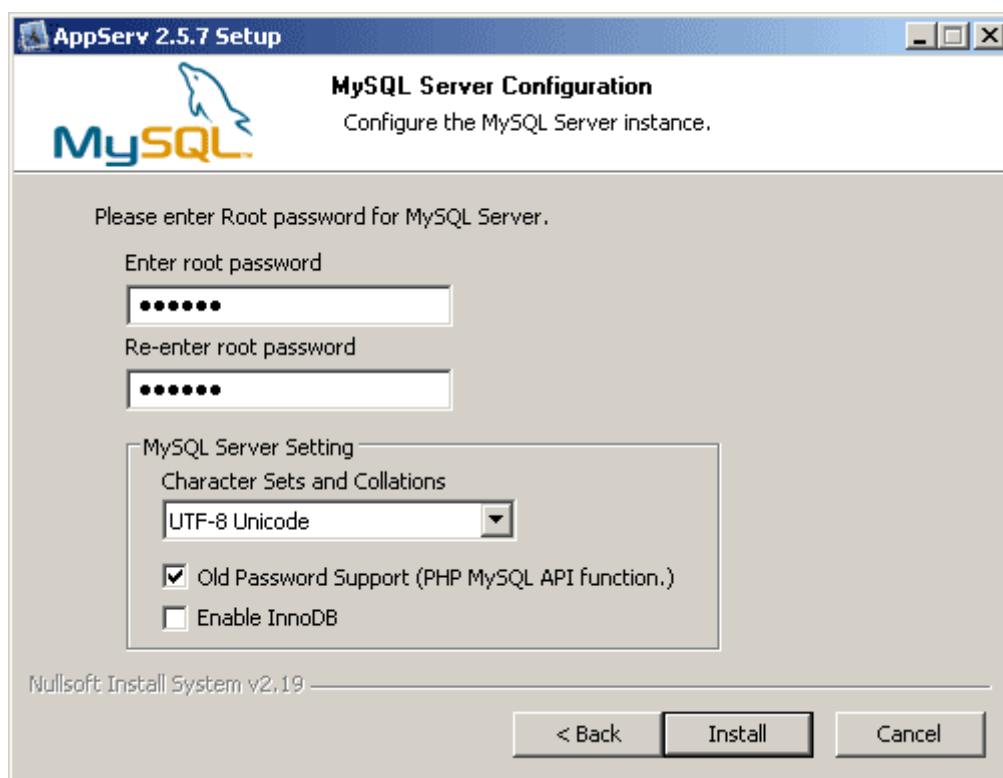 AppServ 2.5.7 Setup
MySQL
MySQL Server Configuration
Configure the MySQL Server instance.
Please enter Root password for MySQL Server.
Enter root password
••••••
Re-enter root password
••••••
MySQL Server Setting
Character Sets and Collations
UTF-8 Unicode
Old Password Support (PHP MySQL API function.)
Enable InnoDB
Nullsoft Install System v2.19
< Back
Install
Cancel